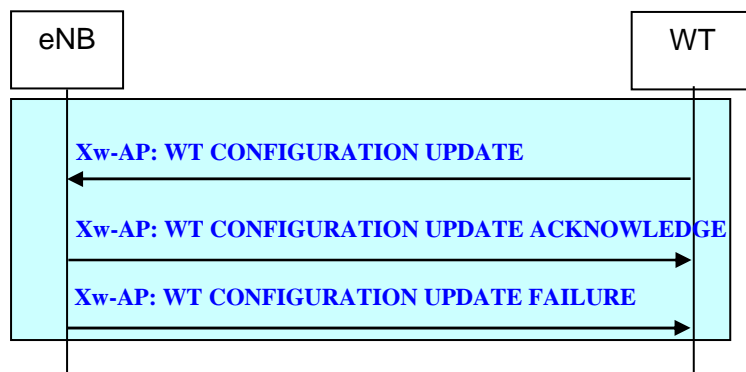 eNB
WT
Xw-AP: WT CONFIGURATION UPDATE
Xw-AP: WT CONFIGURATION UPDATE ACKNOWLEDGE
Xw-AP: WT CONFIGURATION UPDATE FAILURE